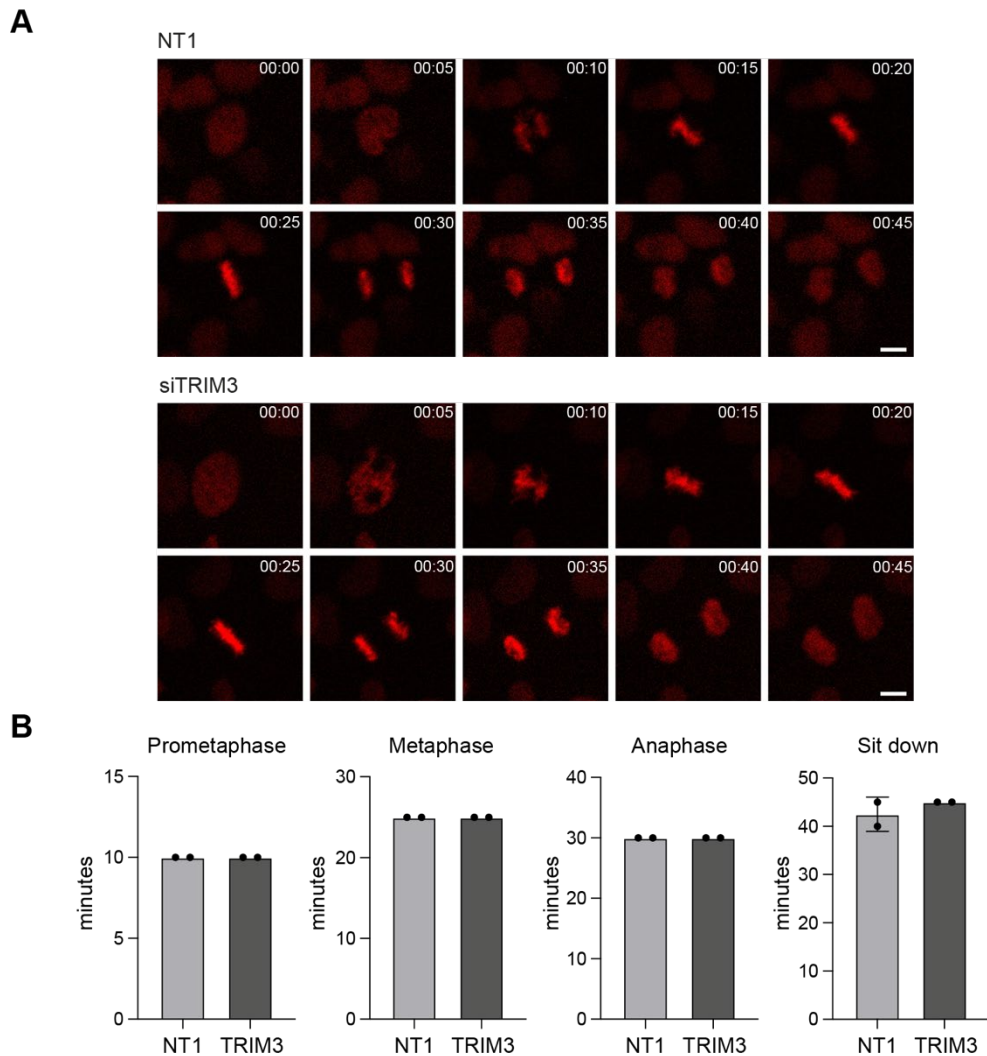 A
NT1
00:00 00:05 00:10 00:15 00:20
00:25 00:30 00:35 00:40 00:45
siTRIM3
00:00 00:05 00:10 00:15 00:20
00:25 00:30 00:35 00:40 00:45
B
Prometaphase Metaphase Anaphase Sit down
minutes
15
10
5
0
NT1 TRIM3
minutes
30
20
10
0
NT1 TRIM3
minutes
40
30
20
10
0
NT1 TRIM3
minutes
50
40
30
20
10
0
NT1 TRIM3